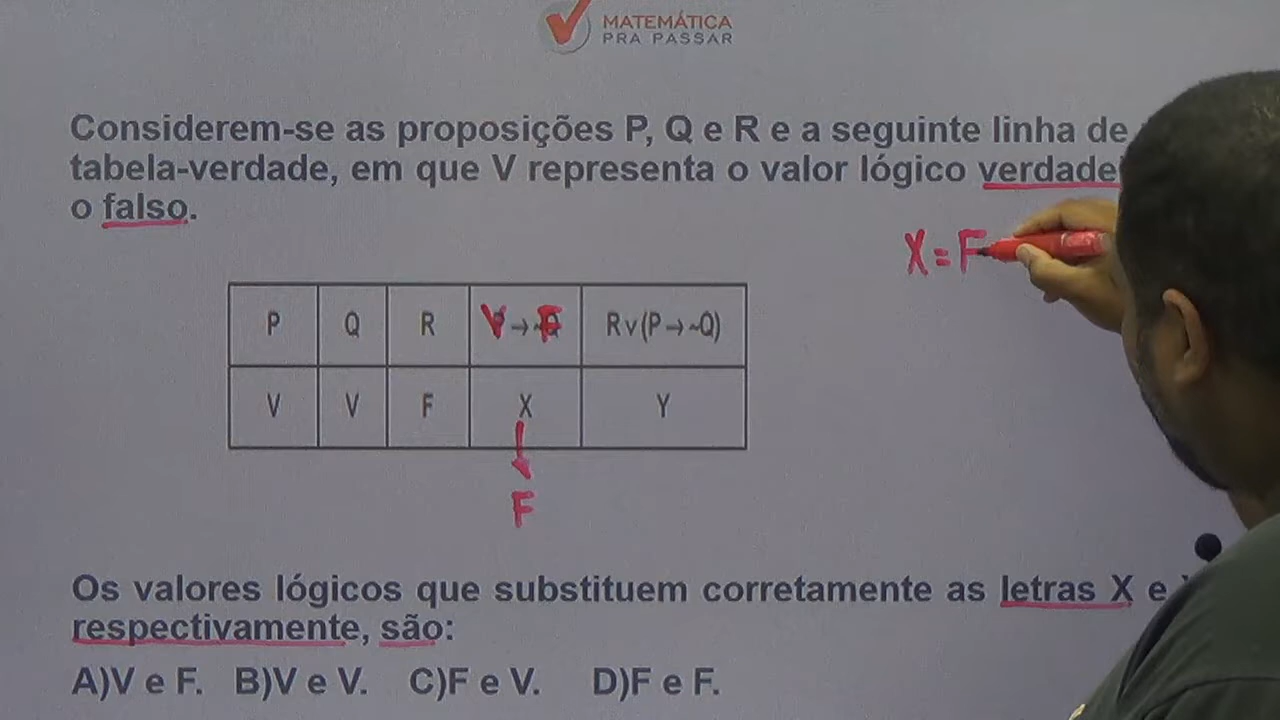 MATEMÁTICA
PRA PASSAR
Considerem-se as proposições P, Q e R e a seguinte linha de
tabela-verdade, em que V representa o valor lógico
o falso.
X=F
P Q R V→~F R∨(P→~Q)
V V F X Y
F
Os valores lógicos que substituem corretamente as letras X e
respectivamente, são:
A)V e F. B)V e V. C)F e V. D)F e F.